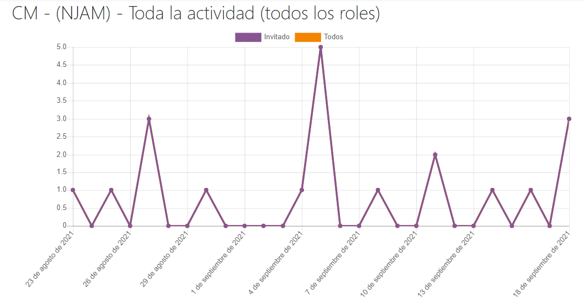 CM - (NJAM) - Toda la actividad (todos los roles)
Invitado Todos
5.0
4.5
4.0
3.5
3.0
2.5
2.0
1.5
1.0
0.5
0
23 de agosto de 2021
26 de agosto de 2021
29 de agosto de 2021
1 de septiembre de 2021
4 de septiembre de 2021
7 de septiembre de 2021
10 de septiembre de 2021
13 de septiembre de 2021
18 de septiembre de 2021